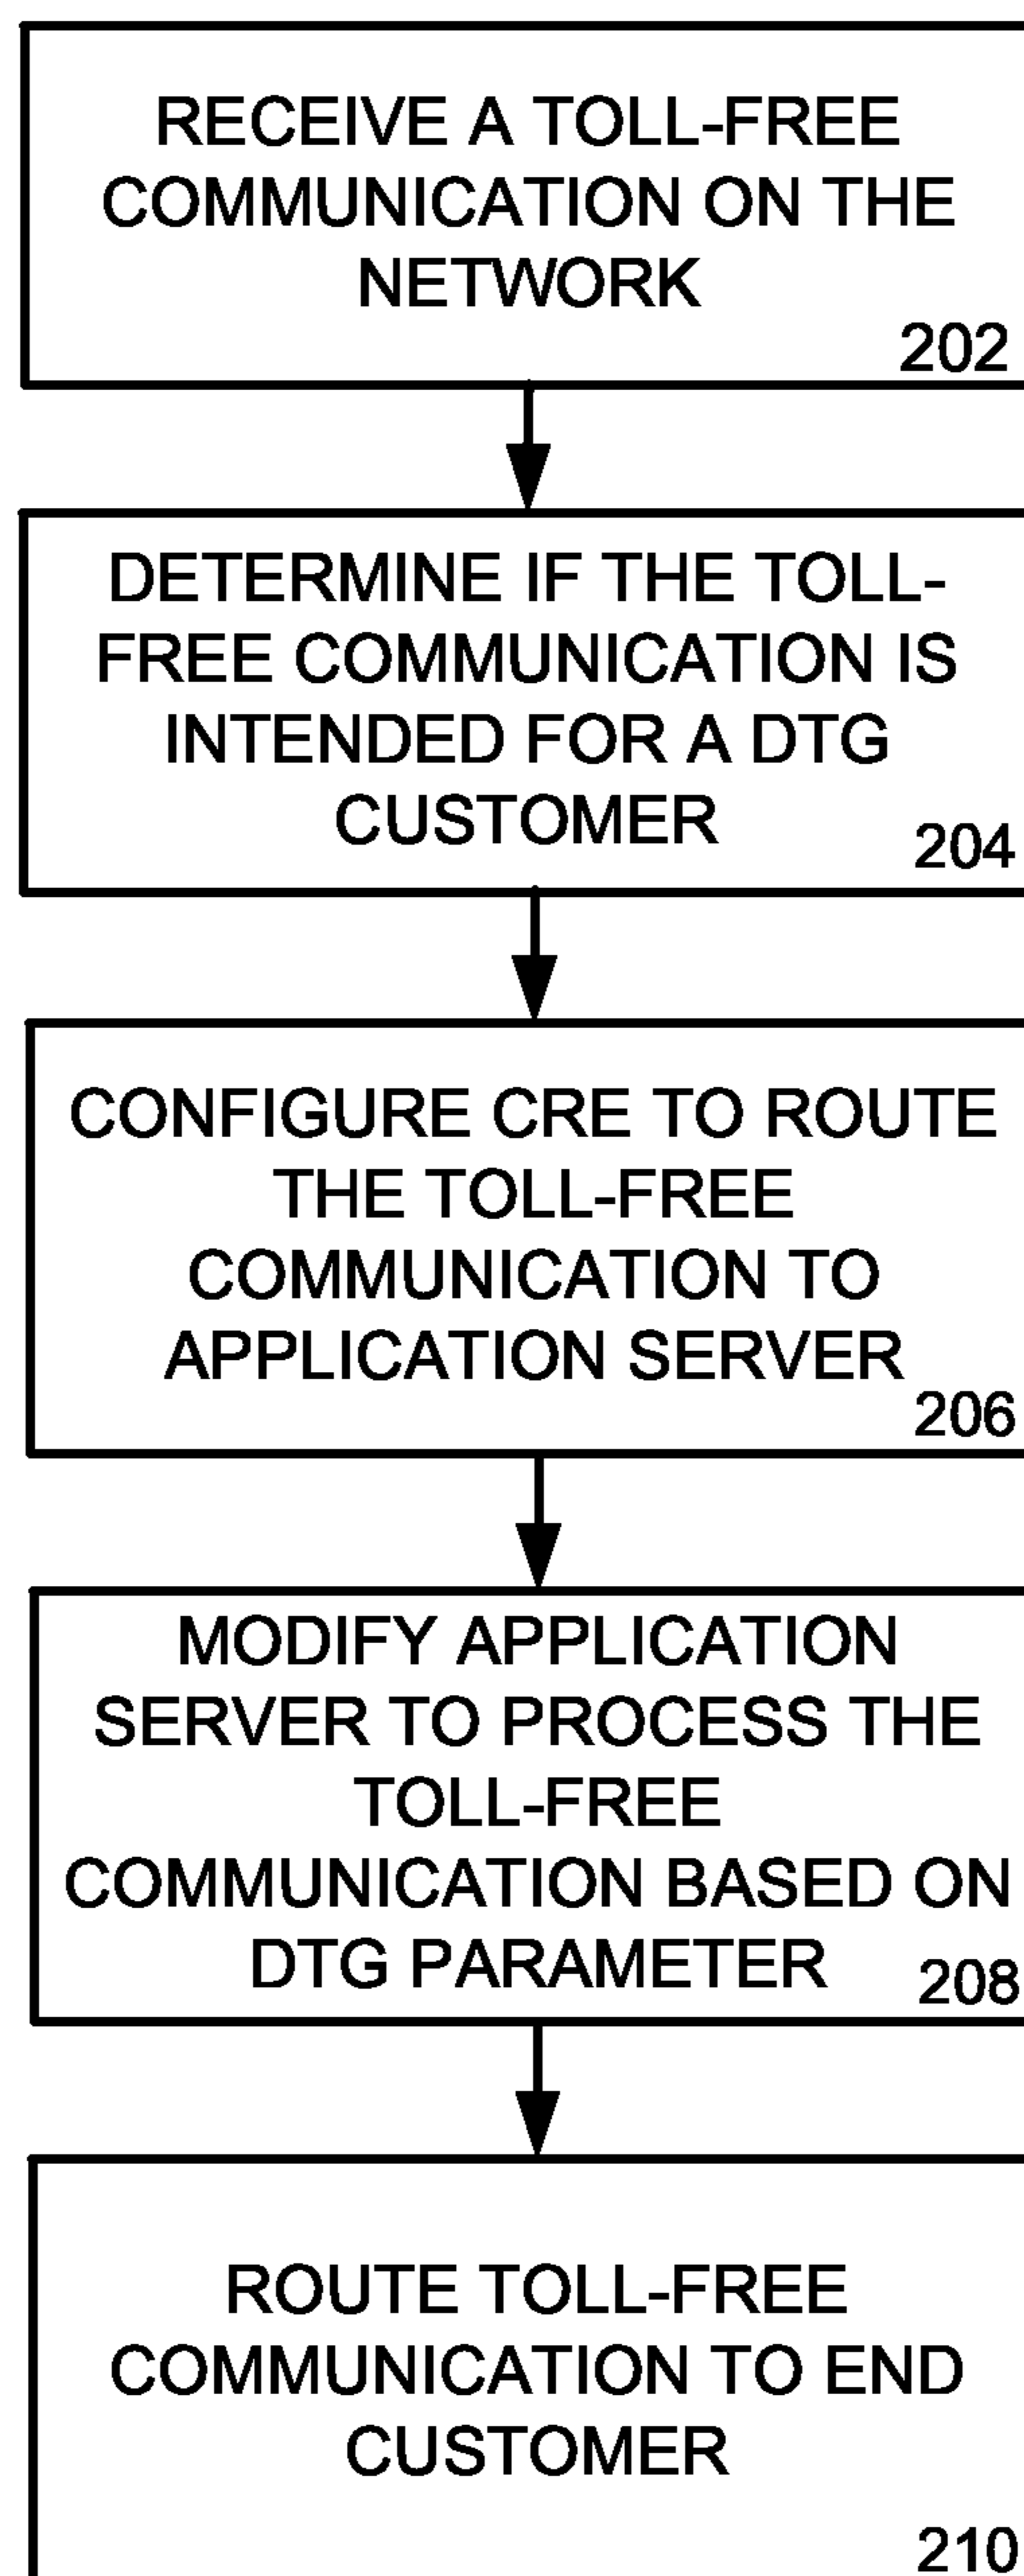 RECEIVE A TOLL-FREE
COMMUNICATION ON THE
NETWORK
202
DETERMINE IF THE TOLL-
FREE COMMUNICATION IS
INTENDED FOR A DTG
CUSTOMER
204
CONFIGURE CRE TO ROUTE
THE TOLL-FREE
COMMUNICATION TO
APPLICATION SERVER
206
MODIFY APPLICATION
SERVER TO PROCESS THE
TOLL-FREE
COMMUNICATION BASED ON
DTG PARAMETER
208
ROUTE TOLL-FREE
COMMUNICATION TO END
CUSTOMER
210